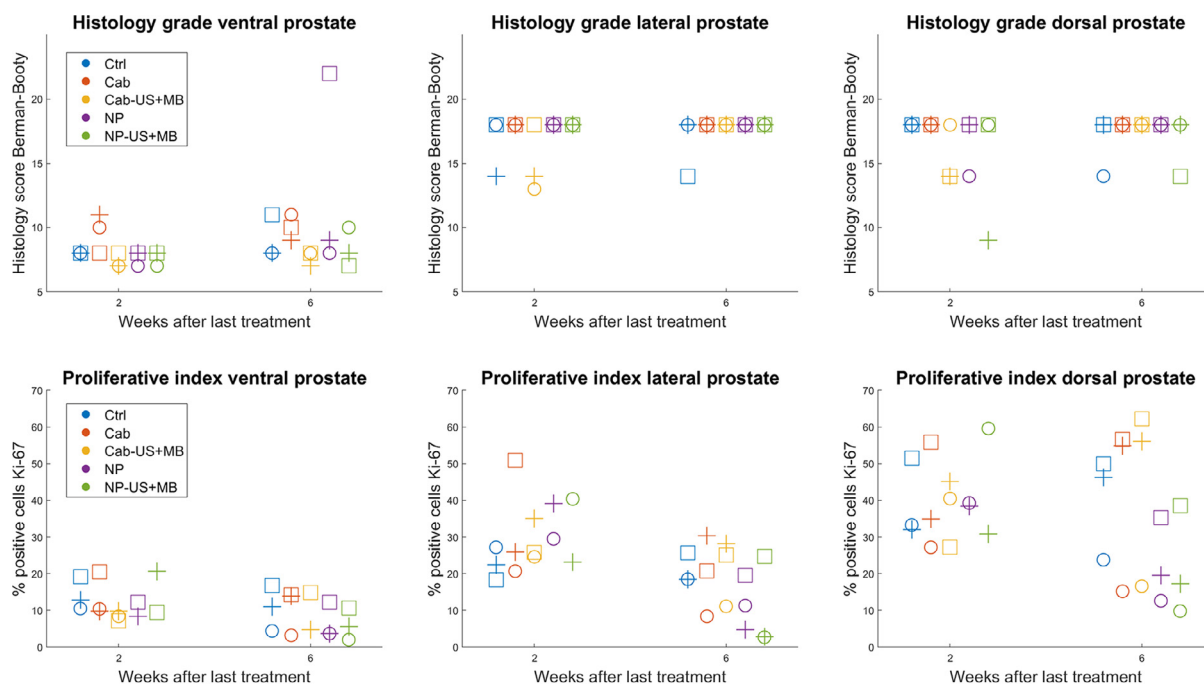 Histology grade ventral prostate
Histology score Berman-Booty
20
15
10
5
Ctrl
Cab
Cab-US+MB
NP
NP-US+MB
2
6
Weeks after last treatment
Histology grade lateral prostate
Histology score Berman-Booty
20
15
10
5
2
6
Weeks after last treatment
Histology grade dorsal prostate
Histology score Berman-Booty
20
15
10
5
2
6
Weeks after last treatment
Proliferative index ventral prostate
% positive cells Ki-67
70
60
50
40
30
20
10
0
Ctrl
Cab
Cab-US+MB
NP
NP-US+MB
2
6
Weeks after last treatment
Proliferative index lateral prostate
% positive cells Ki-67
70
60
50
40
30
20
10
0
2
6
Weeks after last treatment
Proliferative index dorsal prostate
% positive cells Ki-67
70
60
50
40
30
20
10
0
2
6
Weeks after last treatment